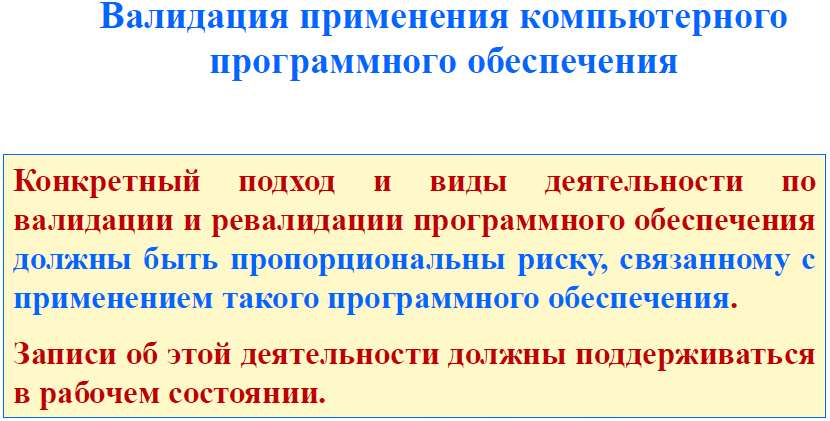 Валидация применения компьютерного
программного обеспечения
Конкретный подход и виды деятельности по
валидации и ревалидации программного обеспечения
должны быть пропорциональны риску, связанному с
применением такого программного обеспечения.
Записи об этой деятельности должны поддерживаться
в рабочем состоянии.